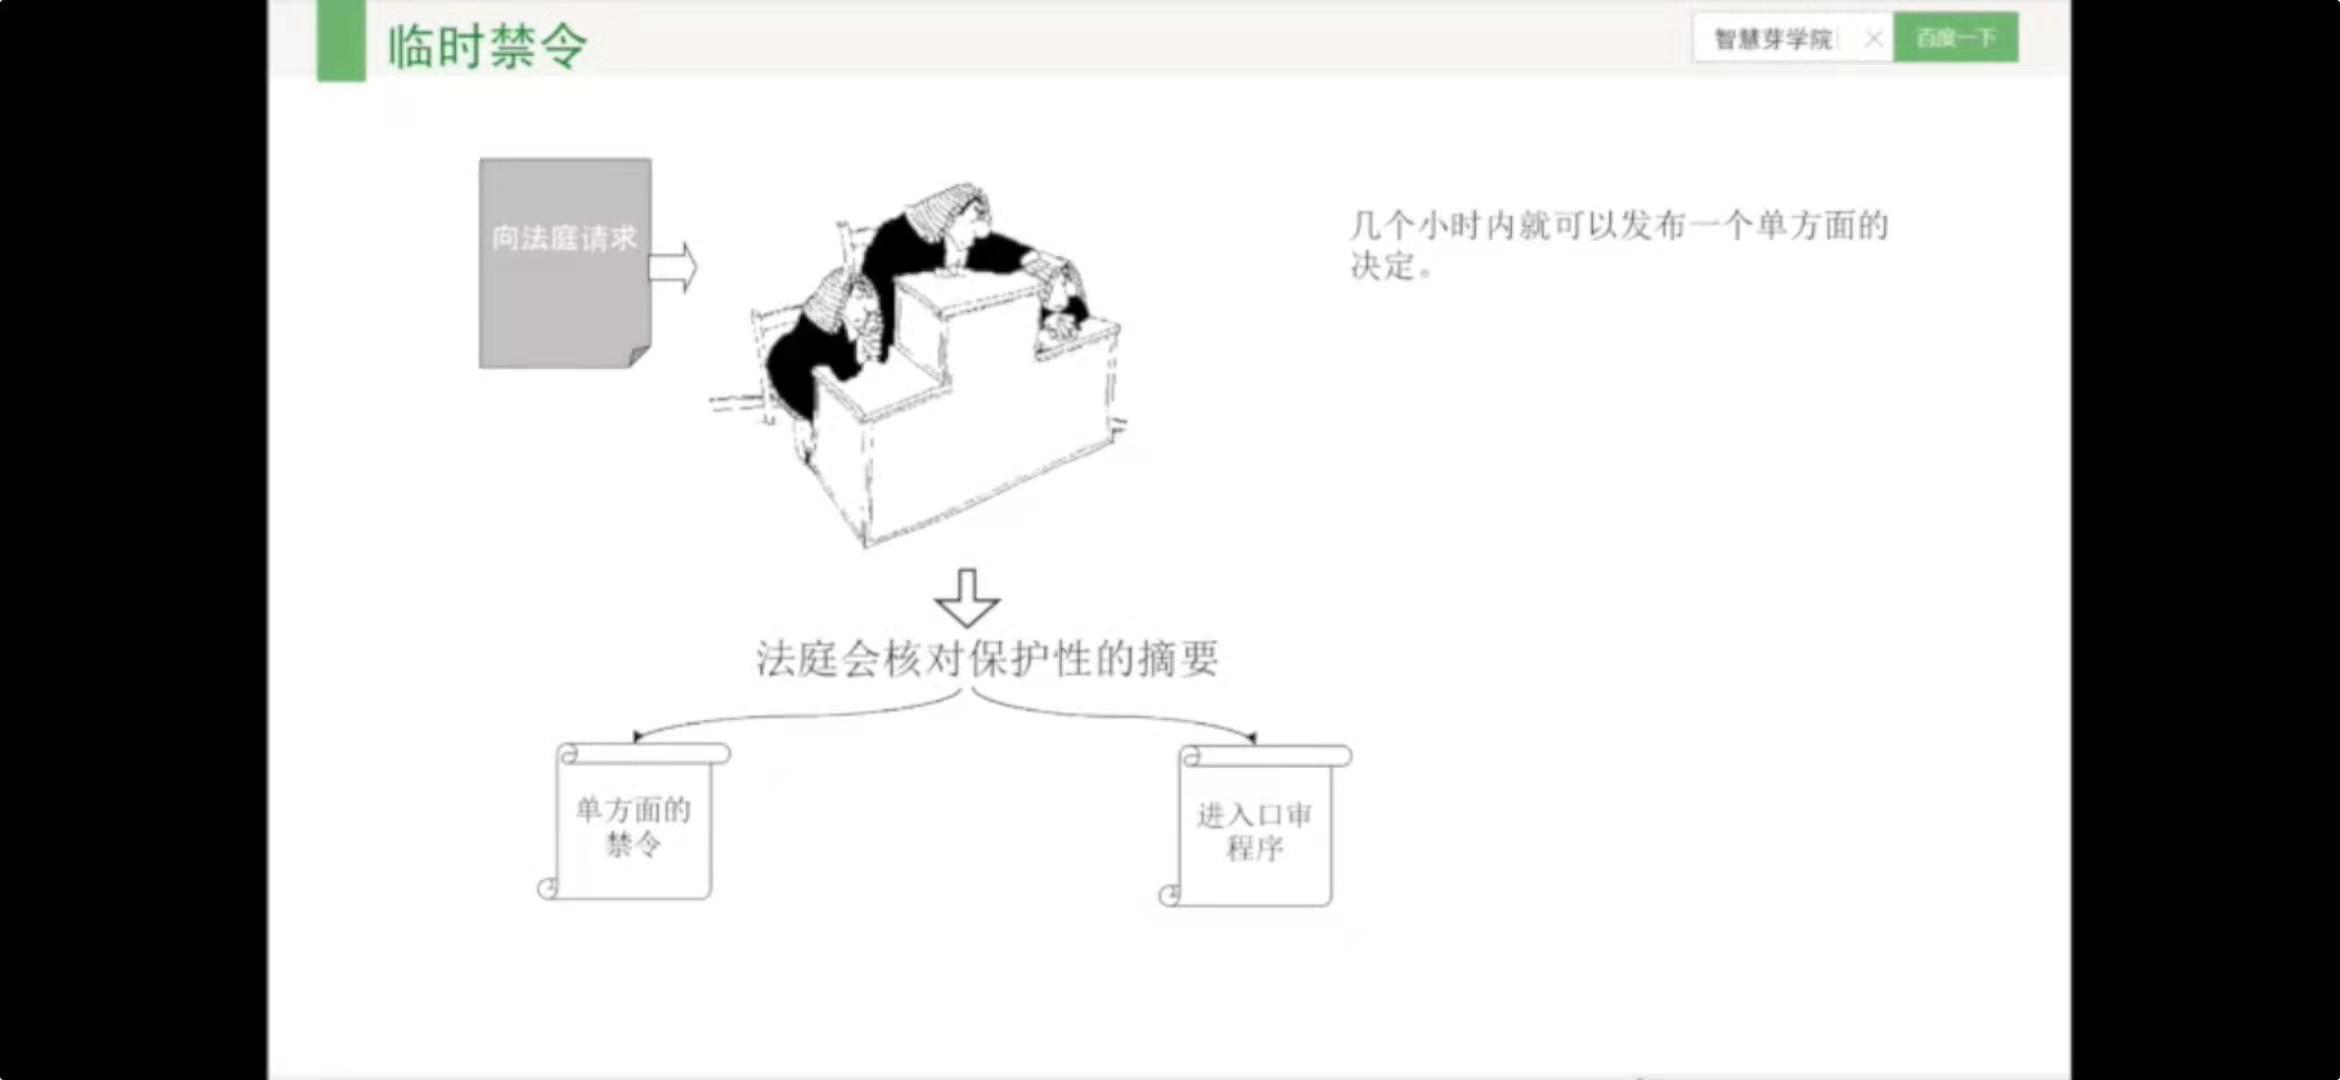 临时禁令
智慧芽学院
百度一下
向法庭请求
几个小时内就可以发布一个单方面的
决定。
法庭会核对保护性的摘要
单方面的
禁令
进入口审
程序